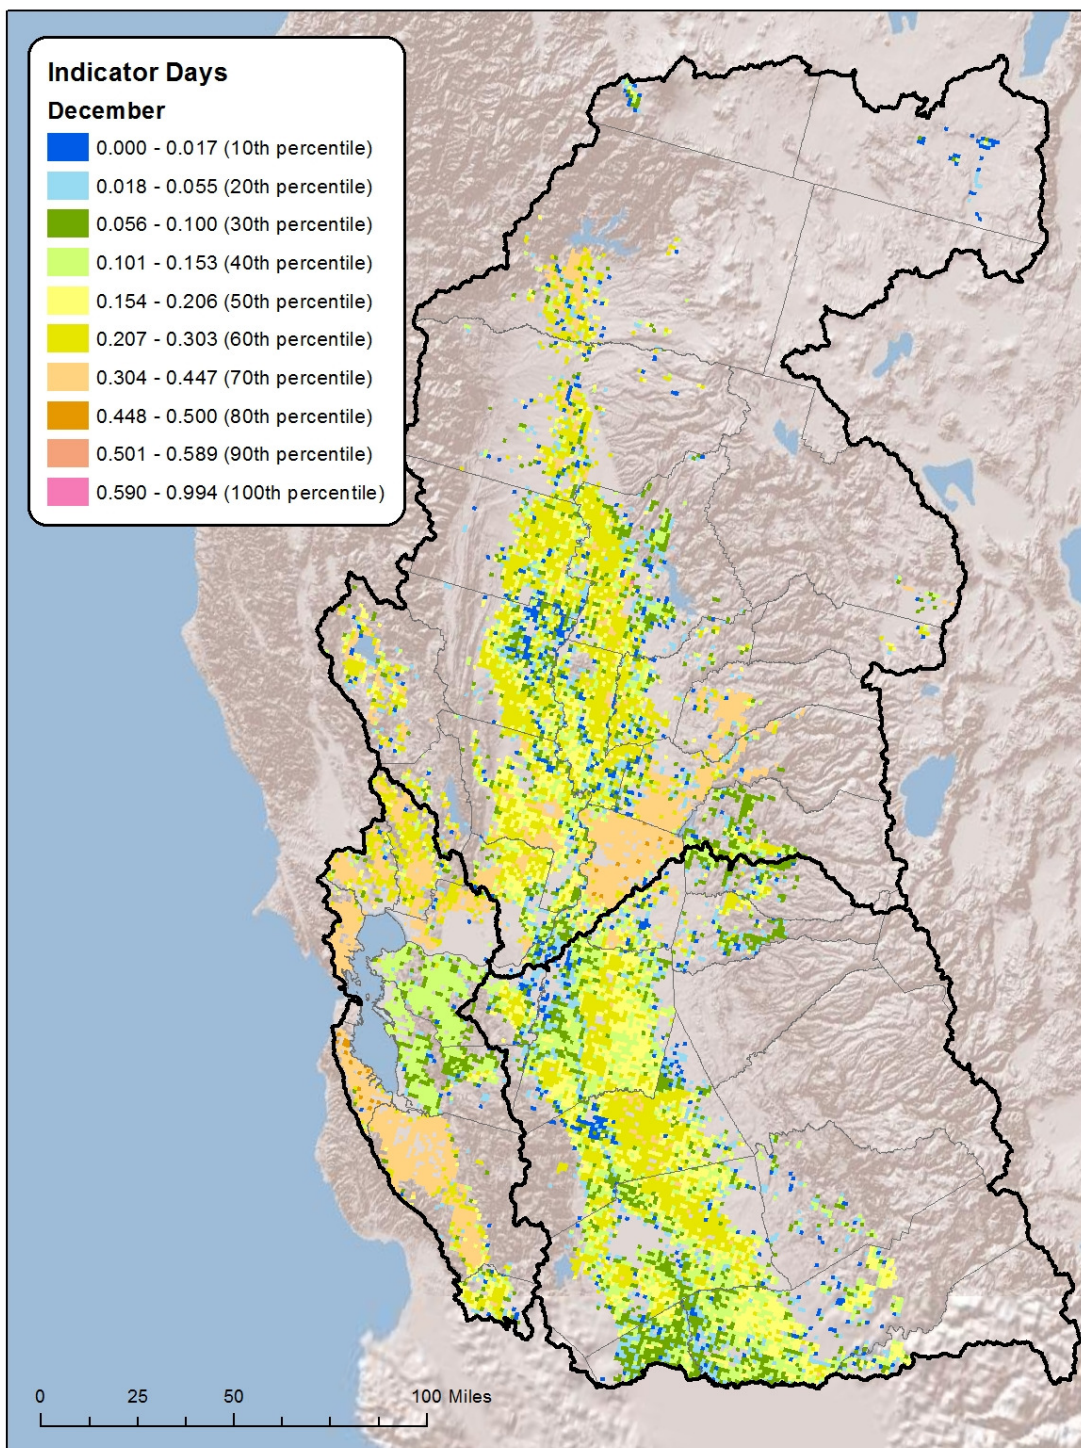 Indicator Days
December
0.000 - 0.017 (10th percentile)
0.018 - 0.055 (20th percentile)
0.056 - 0.100 (30th percentile)
0.101 - 0.153 (40th percentile)
0.154 - 0.206 (50th percentile)
0.207 - 0.303 (60th percentile)
0.304 - 0.447 (70th percentile)
0.448 - 0.500 (80th percentile)
0.501 - 0.589 (90th percentile)
0.590 - 0.994 (100th percentile)
0 25 50 100 Miles